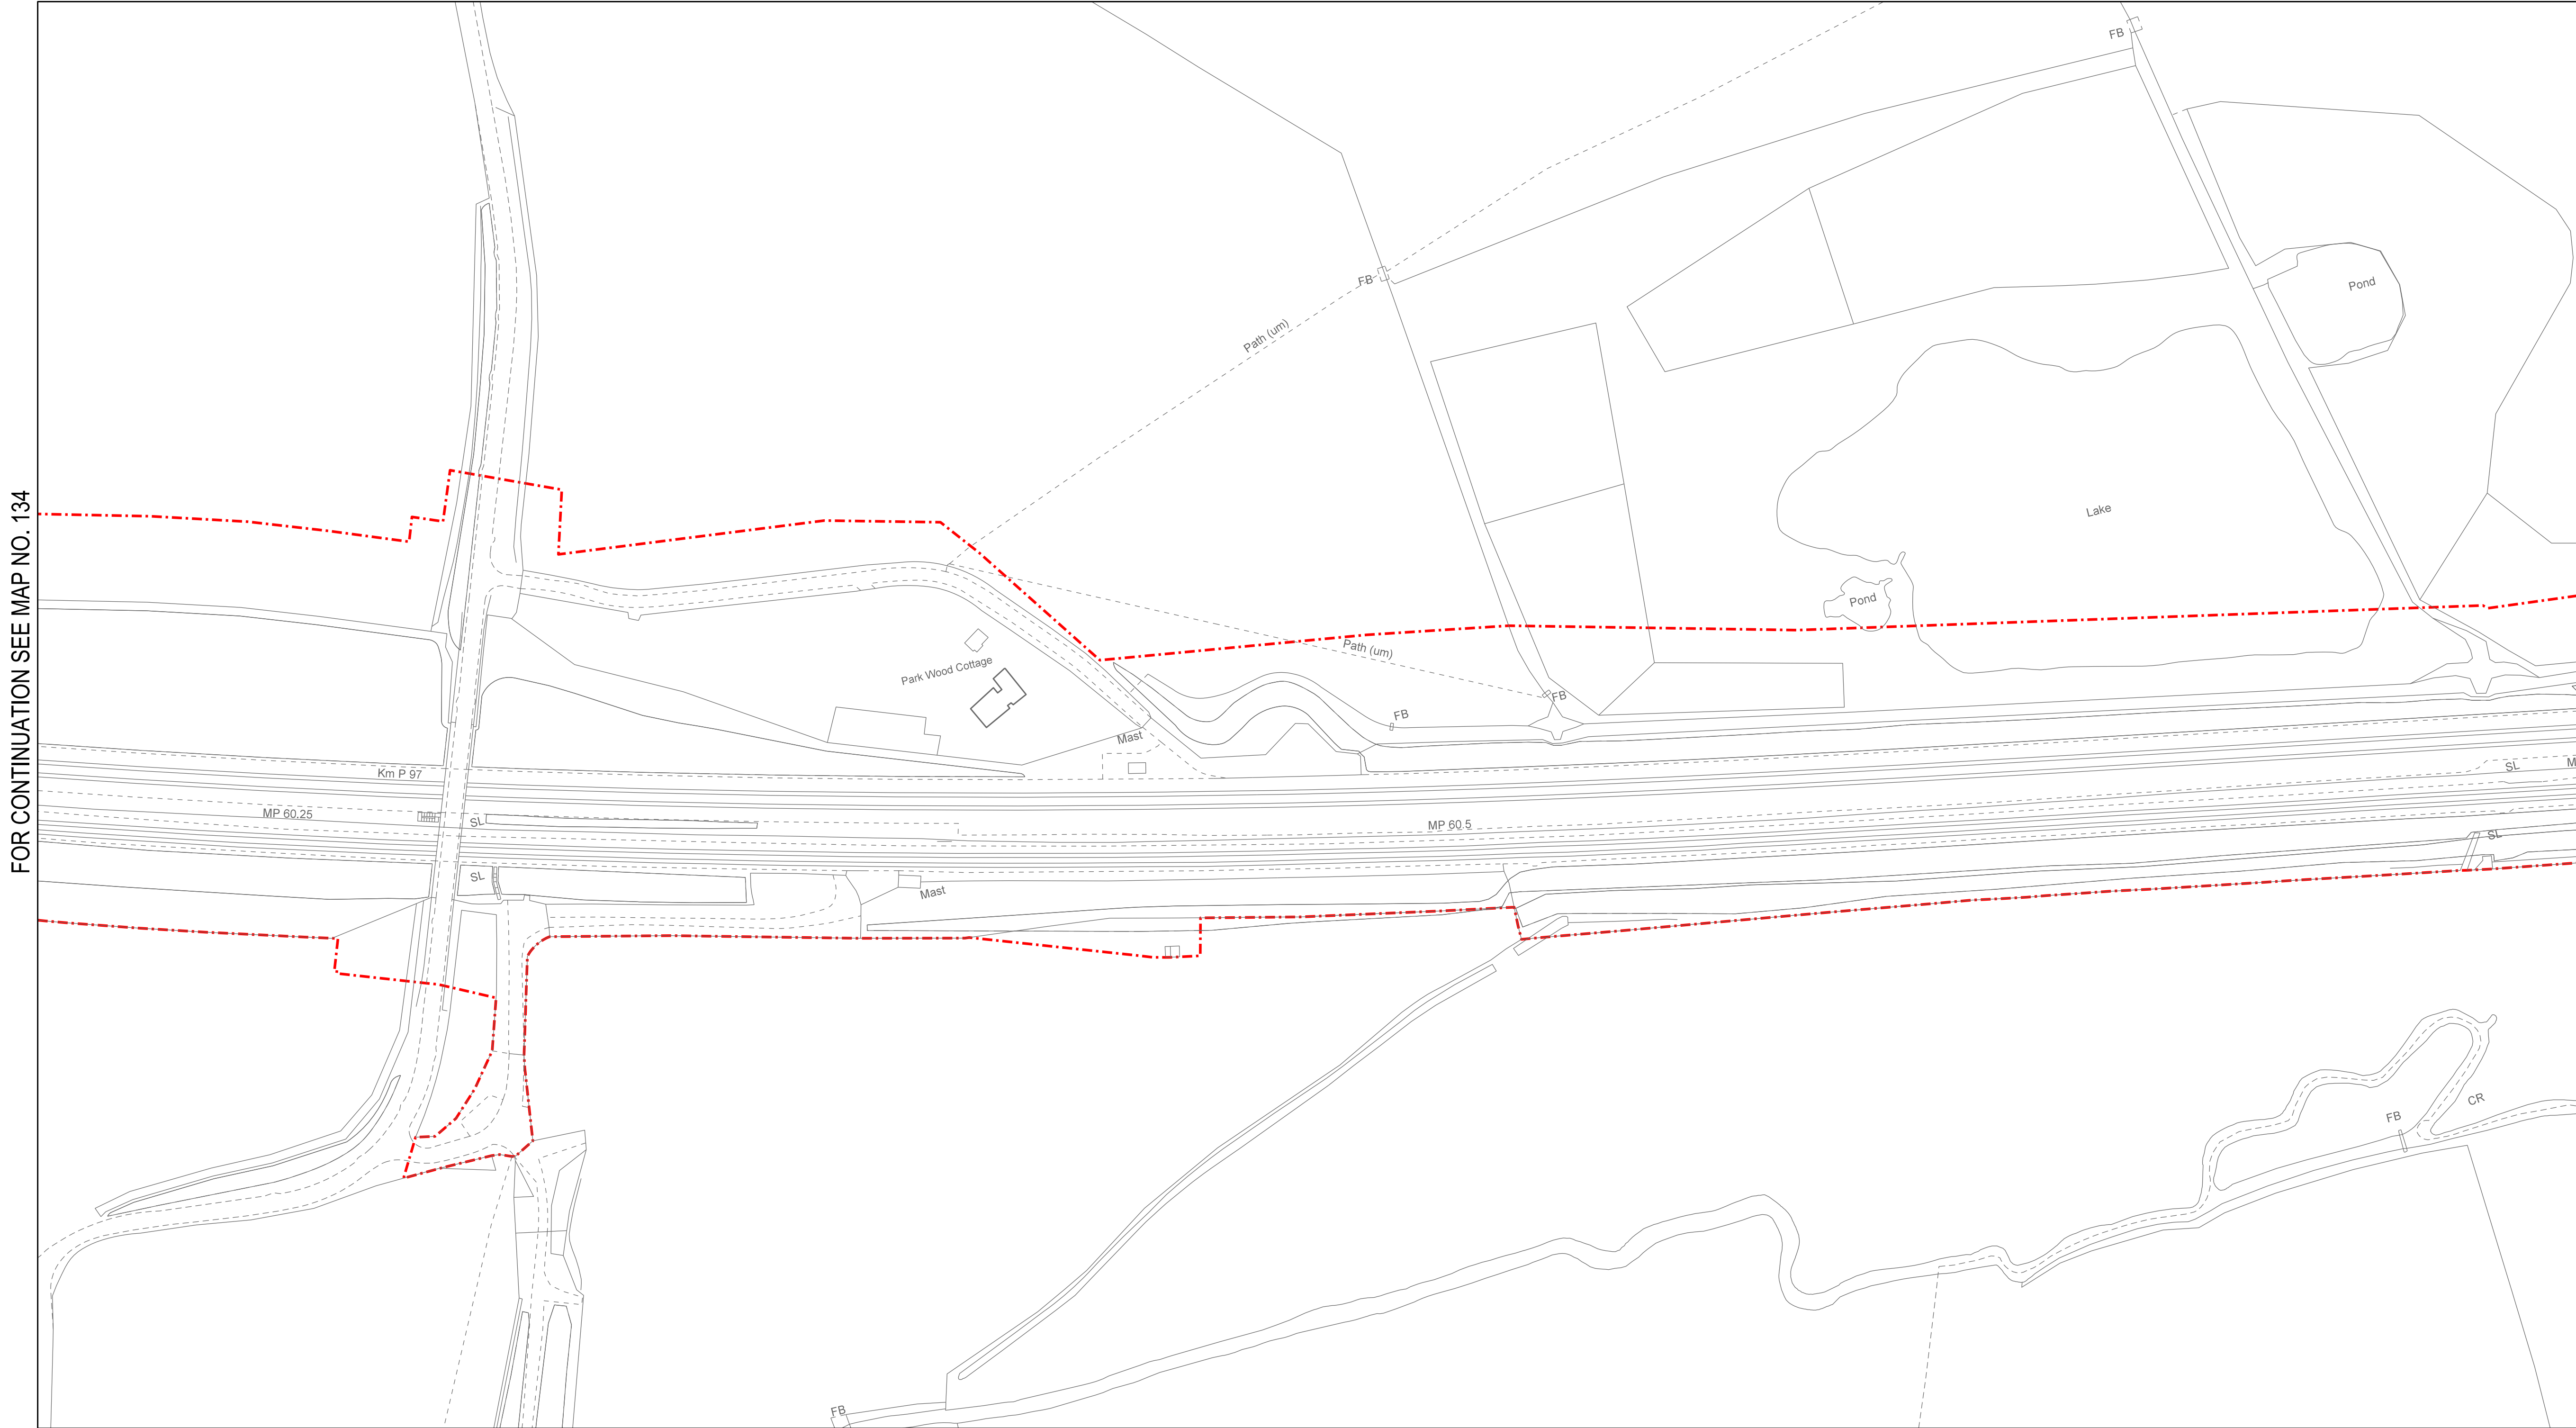 FOR CONTINUATION SEE MAP NO. 134
FB
FB
Path (um)
Pond
Lake
Pond
Park Wood Cottage
Path (um)
FB
FB
Mast
Km P 97
SL
M
MP 60.25
SL
MP 60.5
SL
SL
Mast
CR
FB
FB